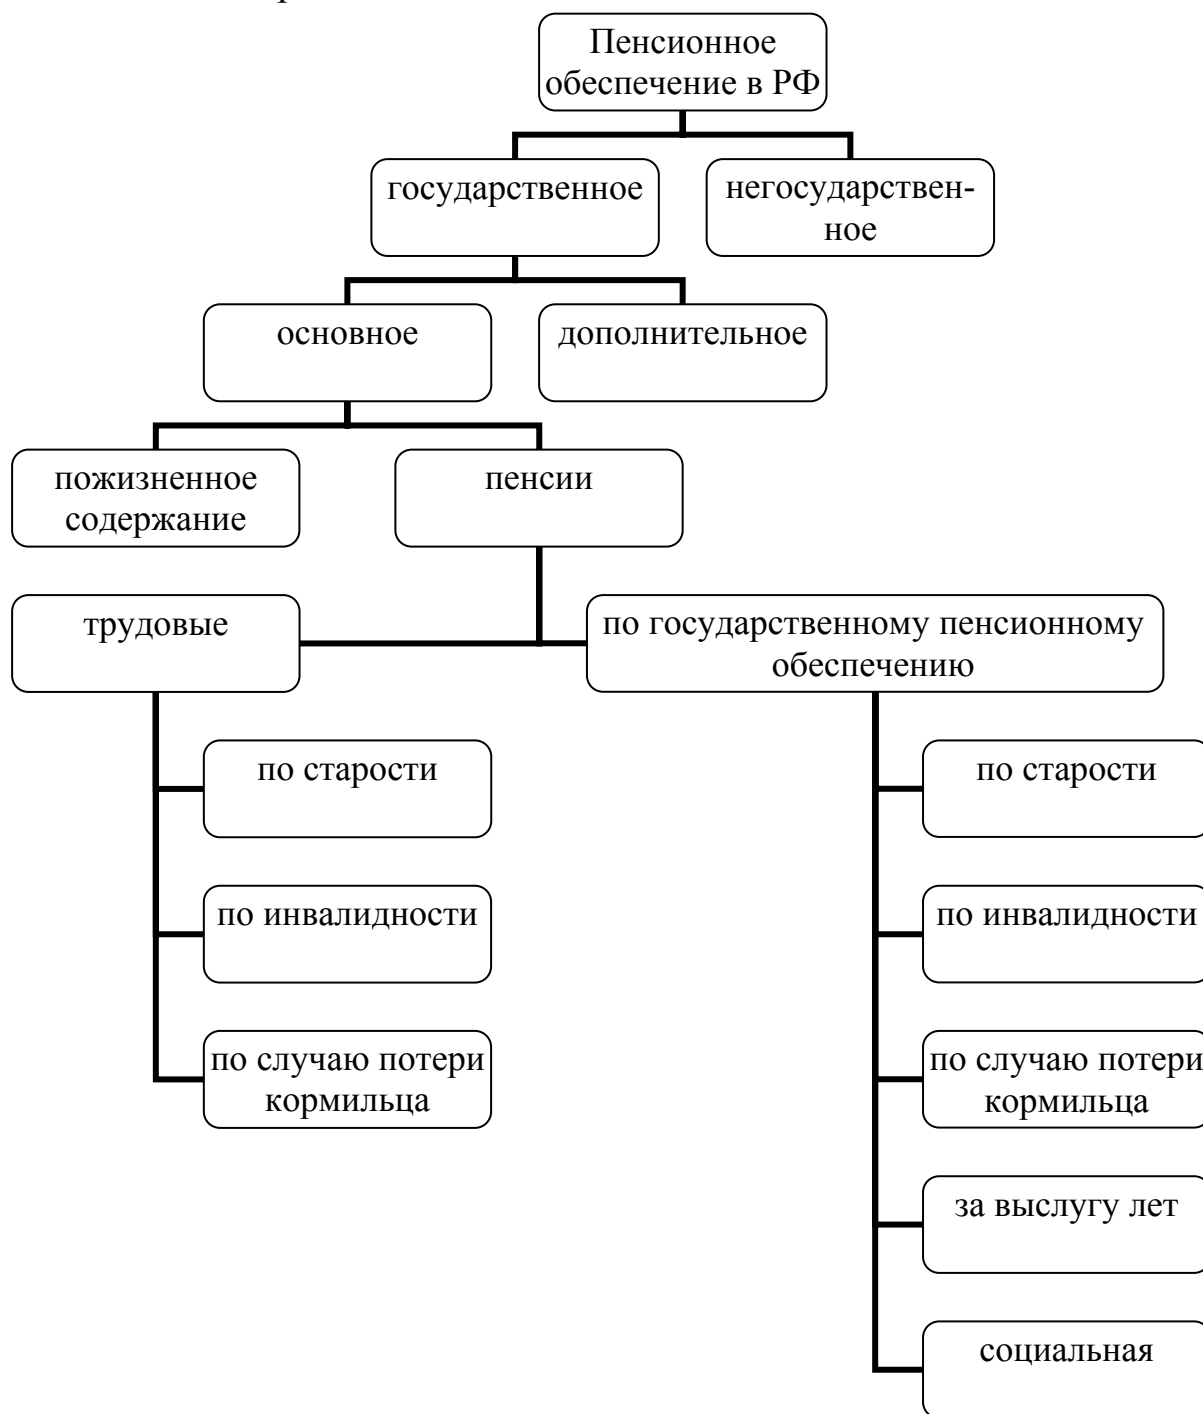 Пенсионное
обеспечение в РФ
государственное
негосударствен-
ное
основное
дополнительное
пожизненное
содержание
пенсии
трудовые
по государственному пенсионному
обеспечению
по старости
по инвалидности
по случаю потери
кормильца
по старости
по инвалидности
по случаю потери
кормильца
за выслугу лет
социальная